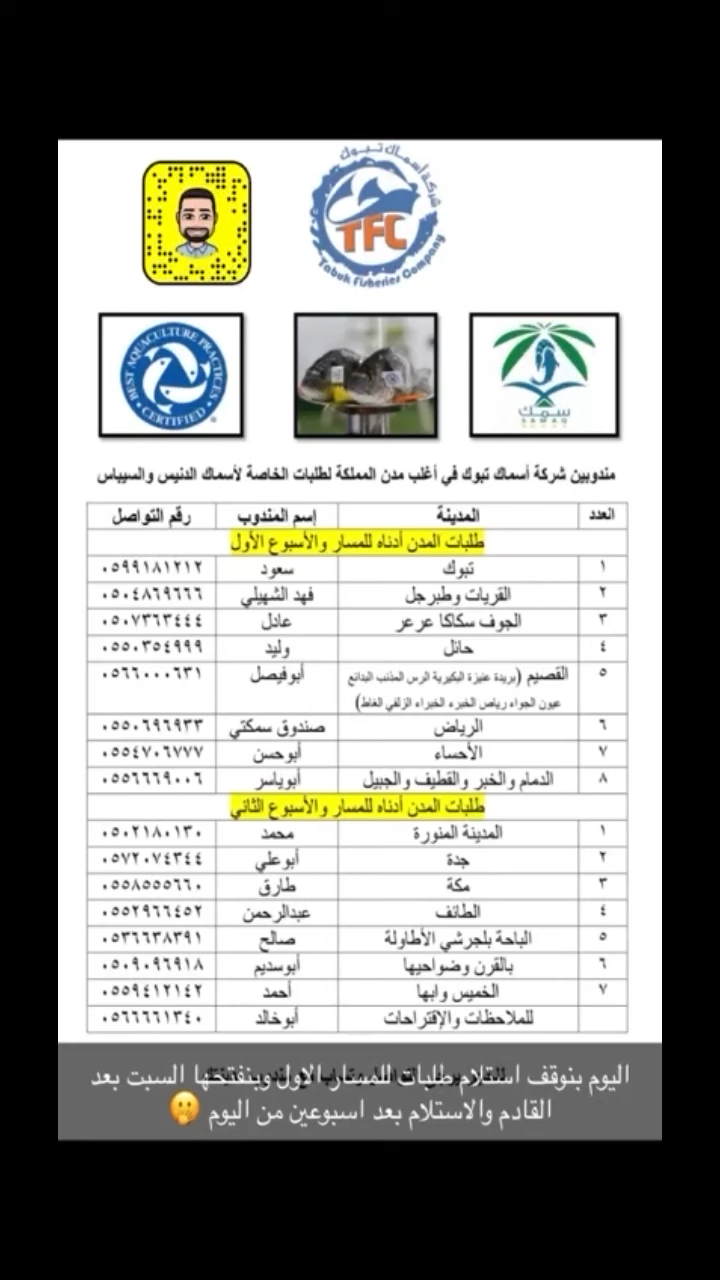 شركة أسماك تبوك
TFC
Tabuk Fisheries Company
BEST AQUACULTURE PRACTICES
CERTIFIED
سمك
SAMAQ
مندوبين شركة أسماك تبوك في أغلب مدن المملكة لطلبات الخاصة لأسماك الدنيس والسيباس
العدد المدينة إسم المندوب رقم التواصل
طلبات المدن أدناه للمسار والأسبوع الأول
١ تبوك سعود ٠٥٩٩١٨١٢١٢
٢ القريات وطبرجل فهد الشهيلي ٠٥٠٤٨٦٩٦٦٦
٣ الجوف سكاكا عرعر عادل ٠٥٠٧٣٦٣٤٤٤
٤ حائل وليد ٠٥٥٠٣٥٤٩٩٩
٥ القصيم (بريدة عنيزة البكيرية الرس المذنب البدائع أبوفيصل ٠٥٦٦٠٠٠٦٣١
عيون الجواء رياض الخبره الخبراء الزلفي الغاط)
٦ الرياض صندوق سمكتي ٠٥٥٠٦٩٦٩٣٣
٧ الأحساء أبوحسن ٠٥٥٤٧٠٦٧٧٧
٨ الدمام والخبر والقطيف والجبيل أبوياسر ٠٥٥٦٦٦٩٠٠٦
طلبات المدن أدناه للمسار والأسبوع الثاني
١ المدينة المنورة محمد ٠٥٠٢١٨٠١٣٠
٢ جدة أبوعلي ٠٥٧٢٠٧٤٣٤٤
٣ مكة طارق ٠٥٥٨٥٥٥٦٦٠
٤ الطائف عبدالرحمن ٠٥٥٢٩٦٦٤٥٢
٥ الباحة بلجرشي الأطاولة صالح ٠٥٣٦٦٣٨٣٩١
٦ بالقرن وضواحيها أبوسديم ٠٥٠٩٠٩٦٩١٨
٧ الخميس وابها أحمد ٠٥٥٩٤١٢١٤٢
للملاحظات والإقتراحات أبوخالد ٠٥٦٦٦٦١٣٤٠
اليوم بنوقف استلام طلبات المسار الاول وبنفتحها السبت بعد
القادم والاستلام بعد اسبوعين من اليوم 🤭